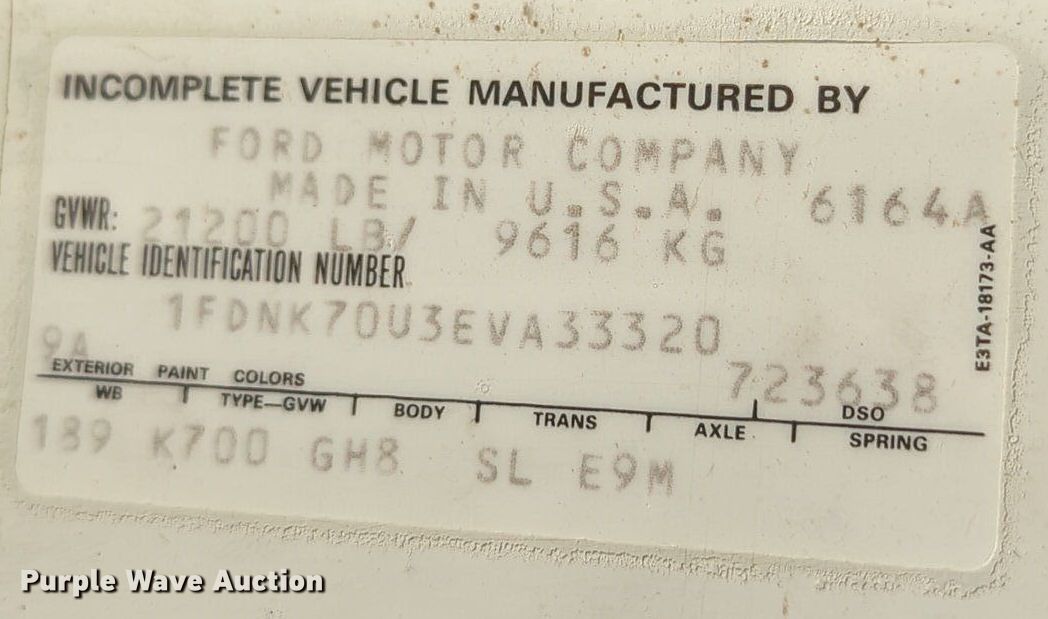 INCOMPLETE VEHICLE MANUFACTURED BY
FORD MOTOR COMPANY
MADE IN U.S.A. 6164A
GVWR: 21200 LB/ 9616 KG
VEHICLE IDENTIFICATION NUMBER
1FDNK70U3EVA33320
9A
EXTERIOR PAINT COLORS
723638
DSO
WB TYPE—GVW BODY TRANS AXLE SPRING
189 K700 GH8 SL E9M
E3TA-18173-AA
Purple Wave Auction